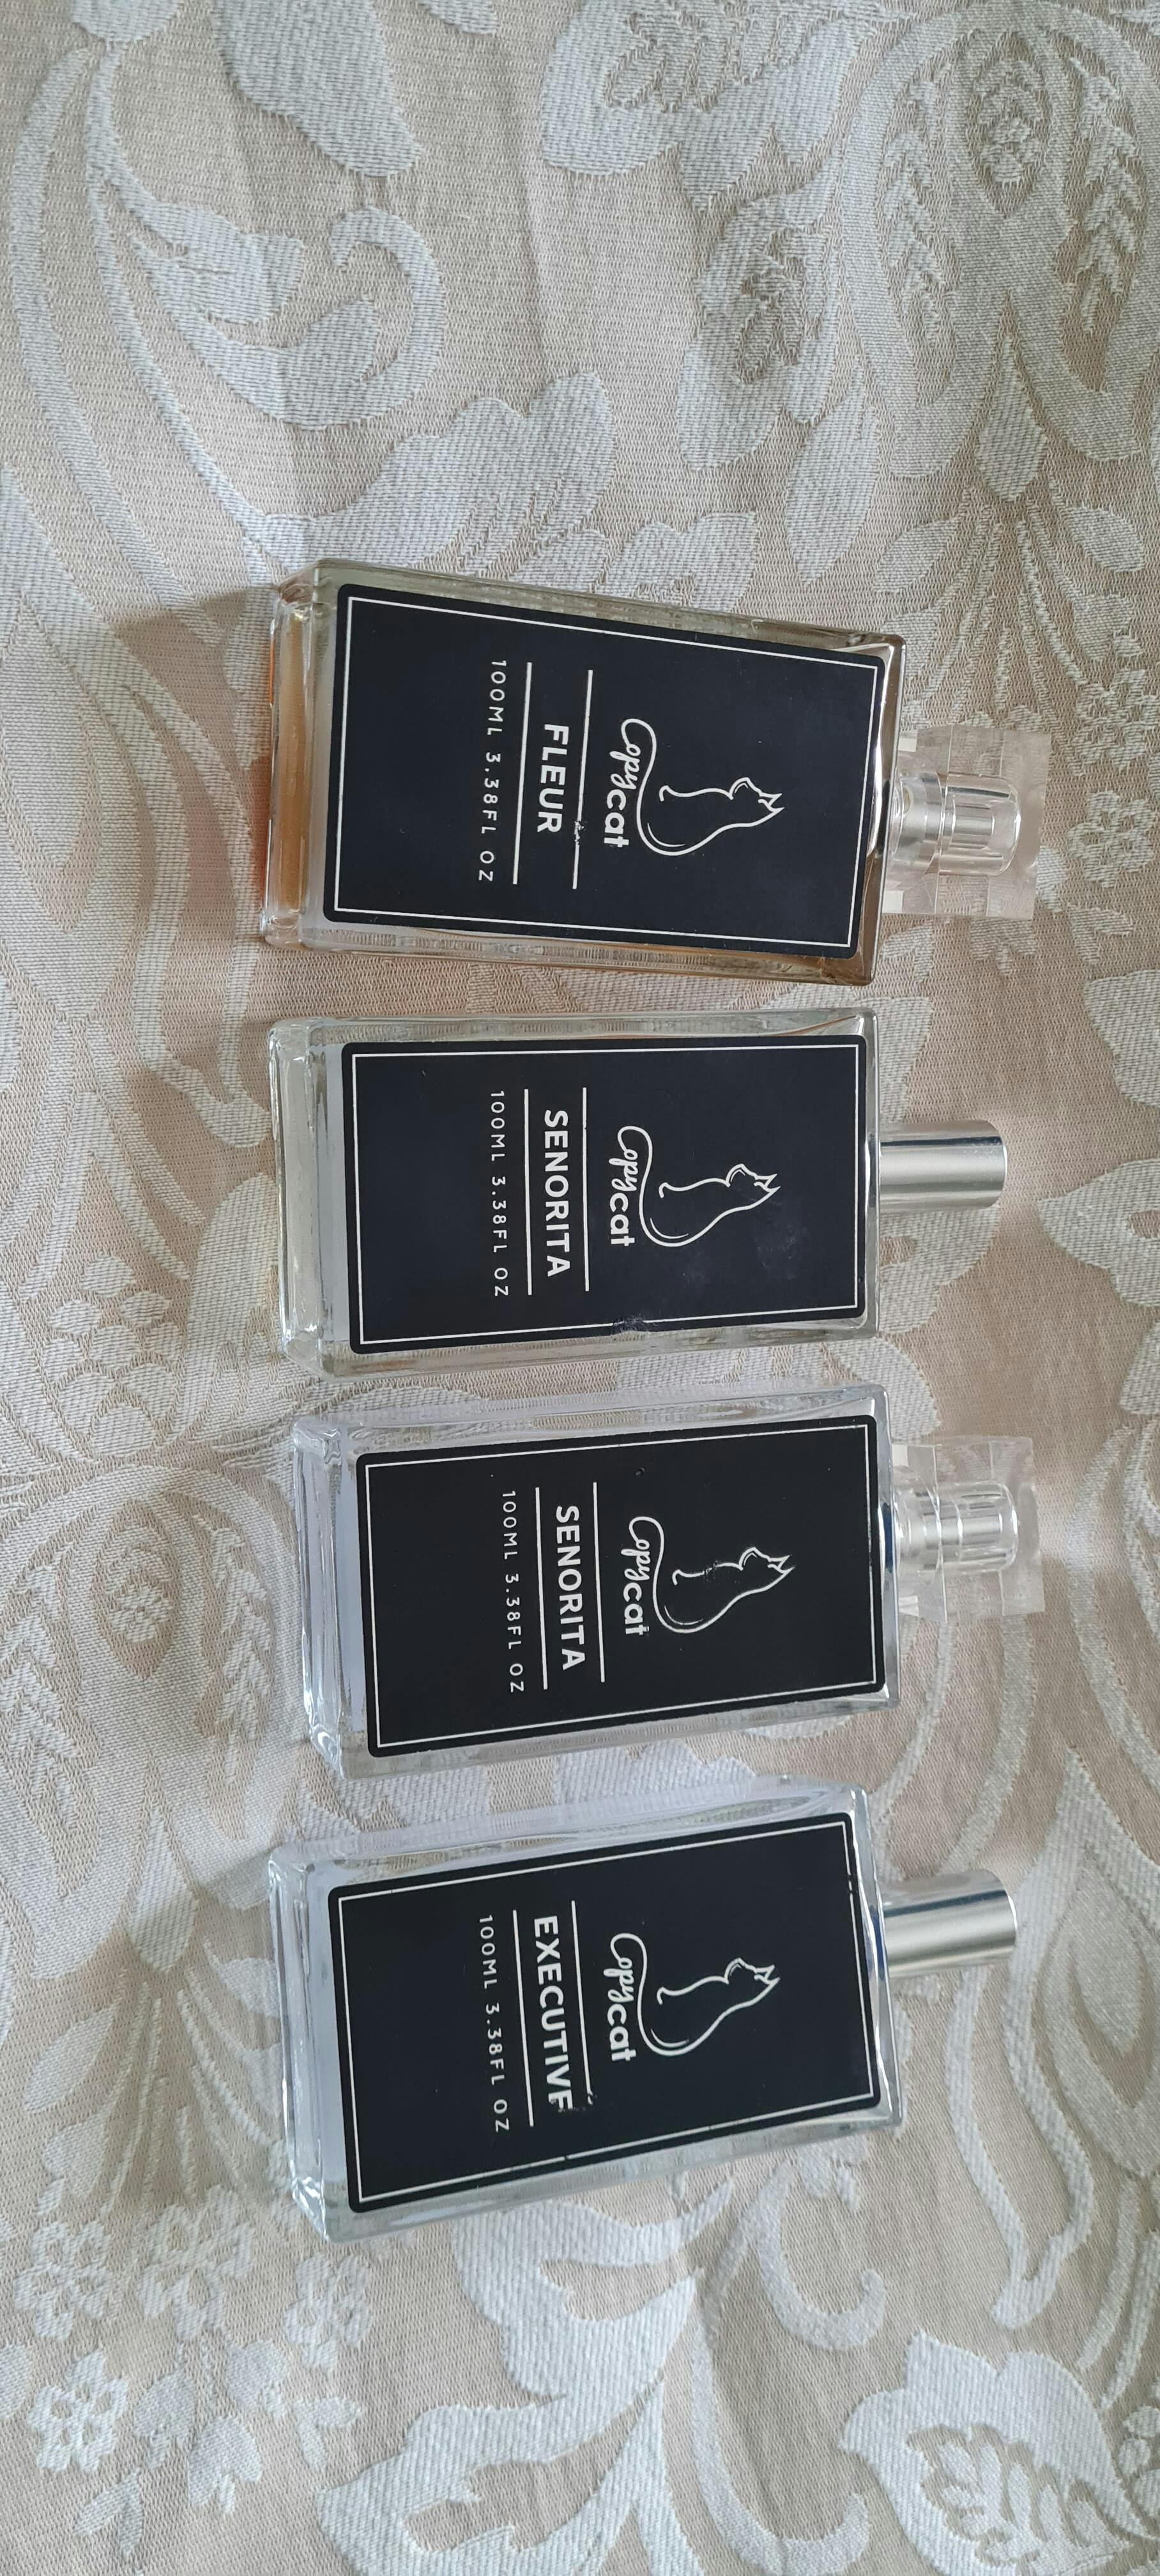 Copycat
FLEUR
100ML 3.38FL OZ
Copycat
SENORITA
100ML 3.38FL OZ
Copycat
SENORITA
100ML 3.38FL OZ
Copycat
EXECUTIVE
100ML 3.38FL OZ